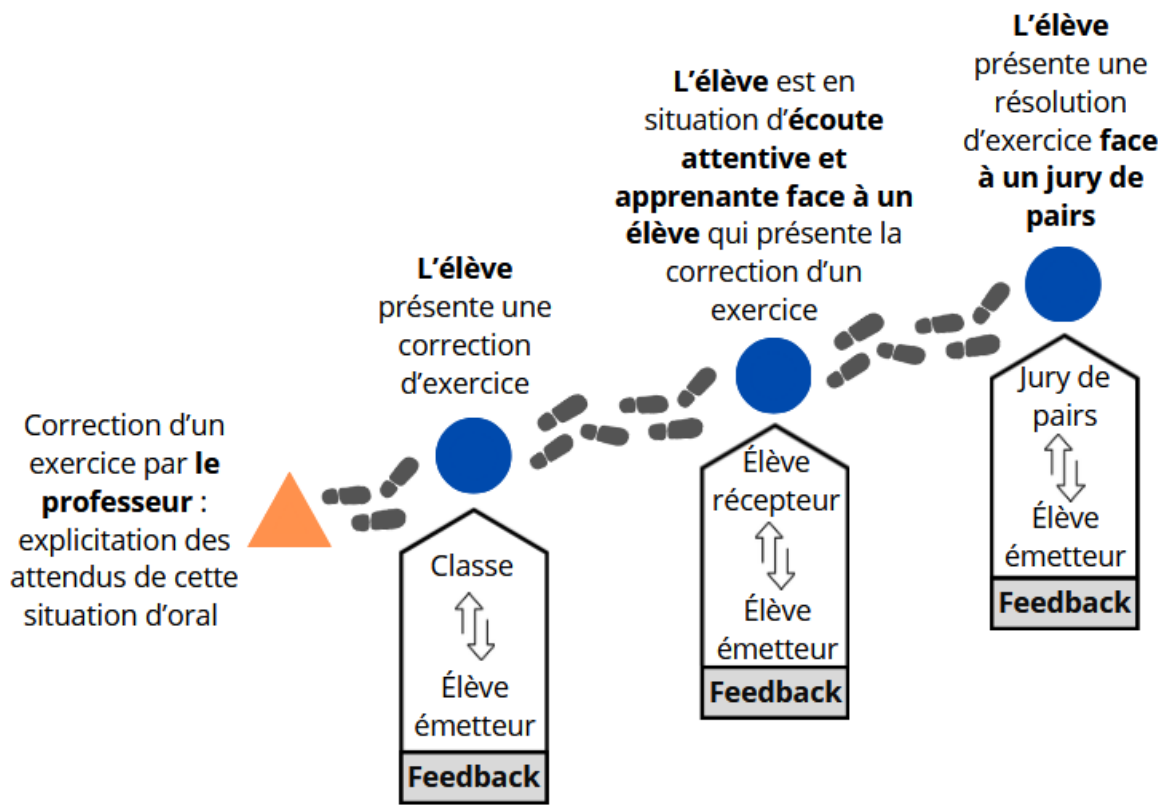 Correction d’un
exercice par le
professeur :
explicitation des
attendus de cette
situation d’oral
L’élève
présente une
correction
d’exercice
Classe
Élève
émetteur
Feedback
L’élève est en
situation d’écoute
attentive et
apprenante face à un
élève qui présente la
correction d’un
exercice
Élève
récepteur
Élève
émetteur
Feedback
L’élève
présente une
résolution
d’exercice face
à un jury de
pairs
Jury de
pairs
Élève
émetteur
Feedback